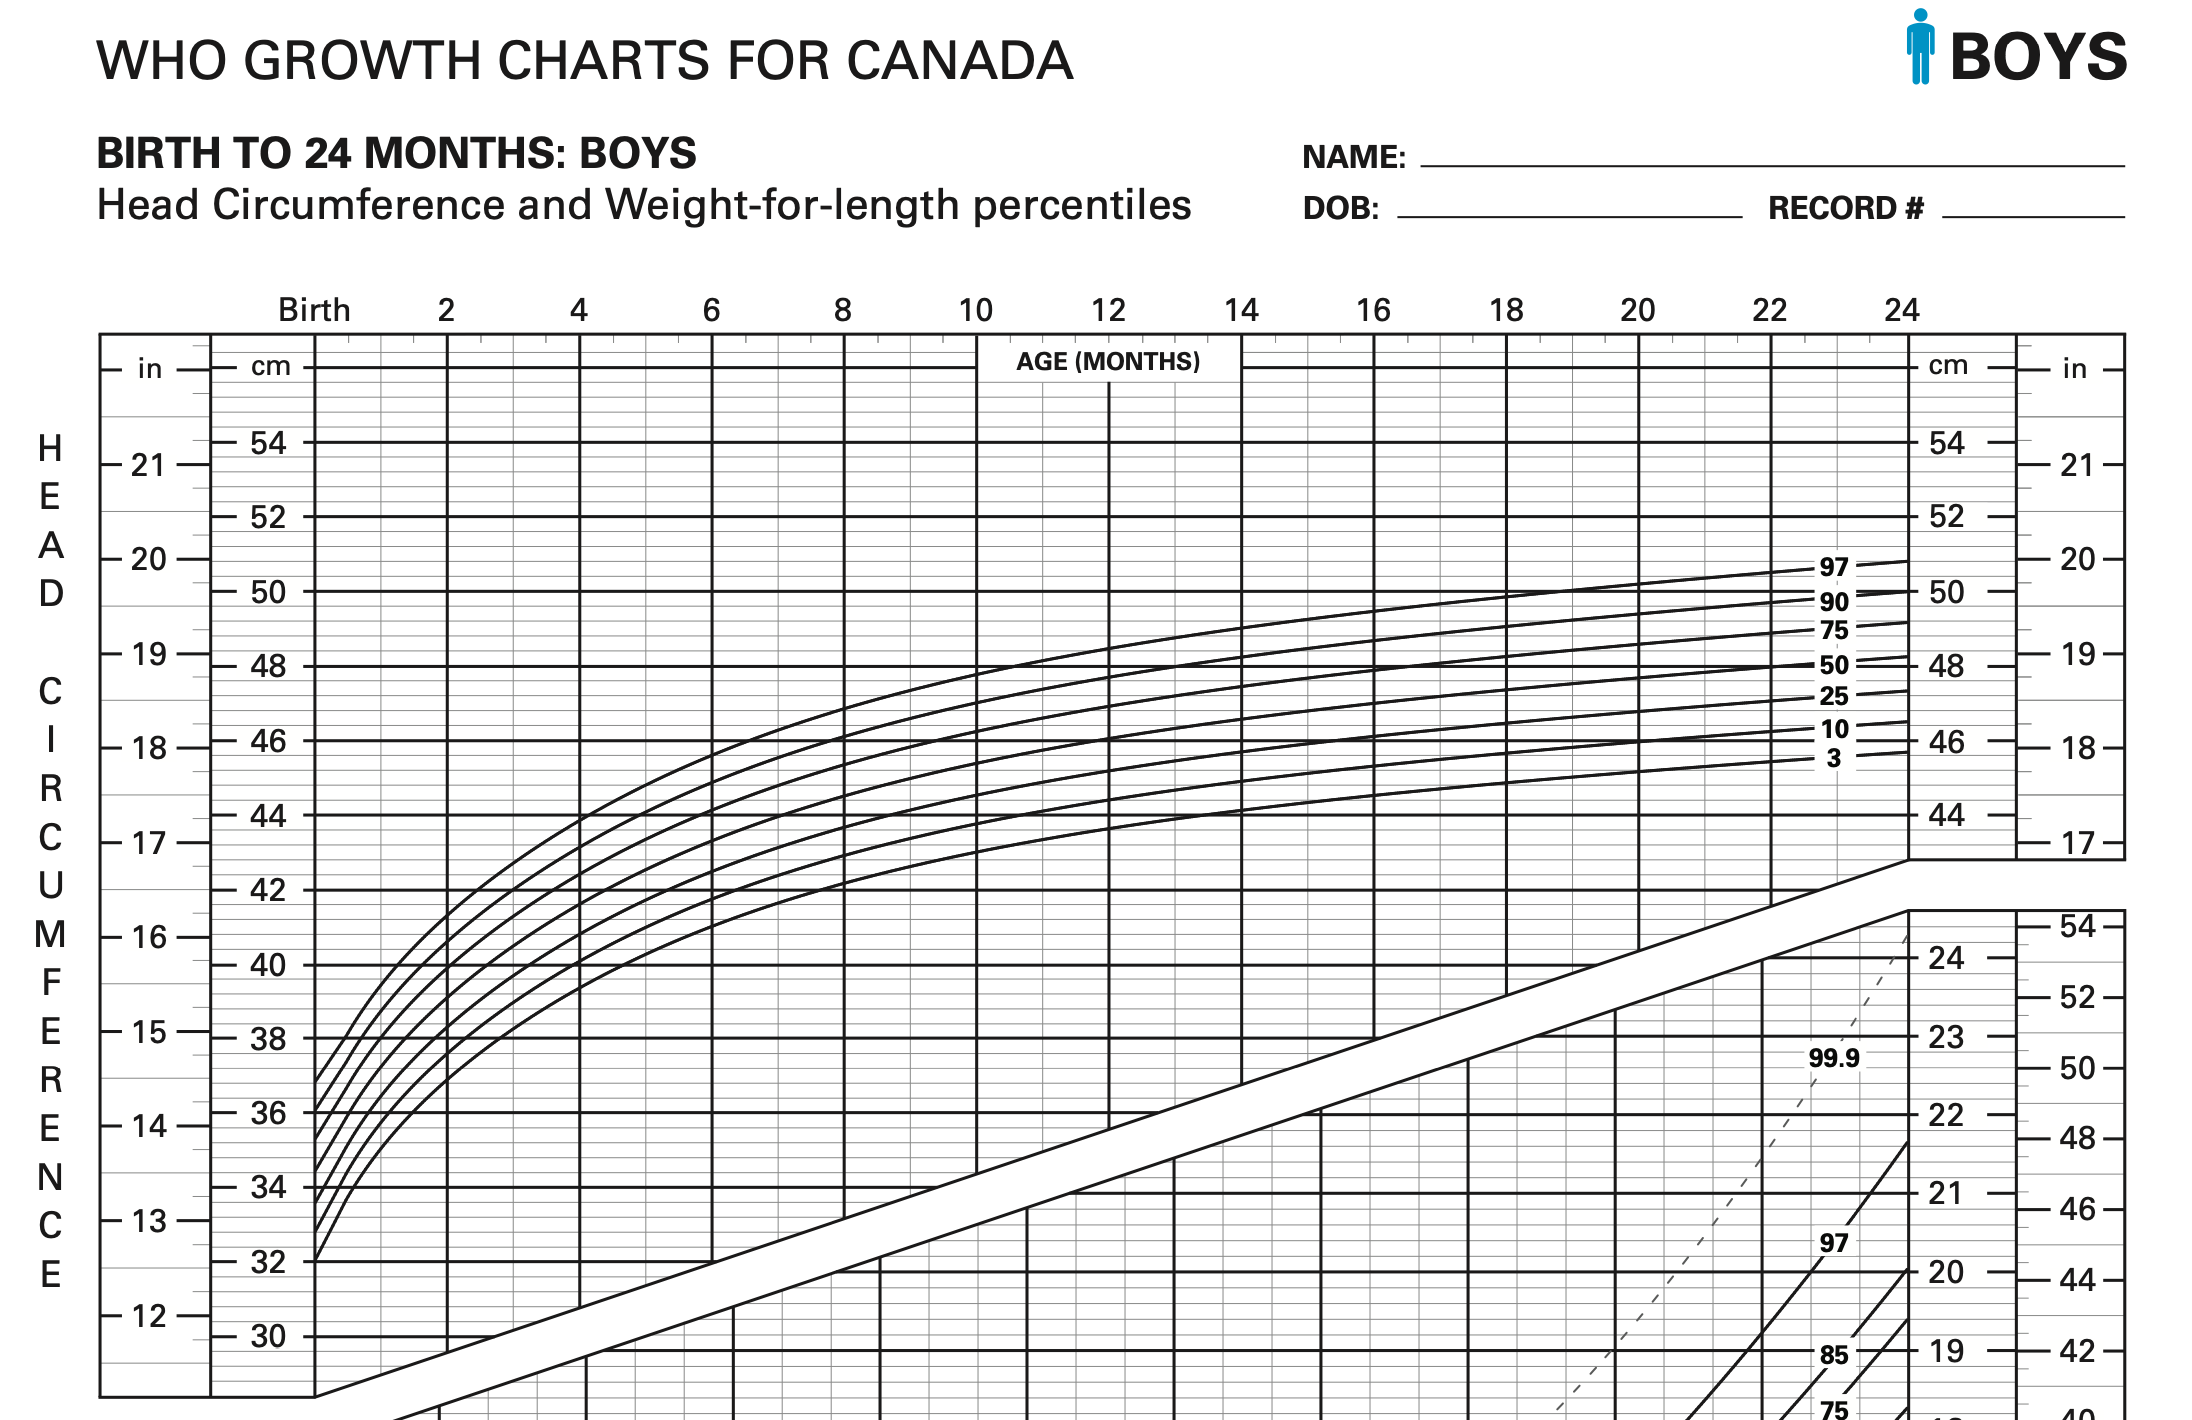 WHO GROWTH CHARTS FOR CANADA
BOYS
BIRTH TO 24 MONTHS: BOYS
NAME:
Head Circumference and Weight-for-length percentiles
DOB: RECORD #
Birth 2 4 6 8 10 12 14 16 18 20 22 24
in cm AGE (MONTHS) cm in
HEAD CIRCUMFERENCE
54 54
21 21
52 52
20 20
97
50 50
90
75
19 19
48 50 48
25
10
18 46 46 18
3
44 44
17 17
42
16 54
40 24
52
15 38 23
99.9 50
36 22
14 48
34 21
13 46
97
32 20 44
12
30 19 42
85
75 40